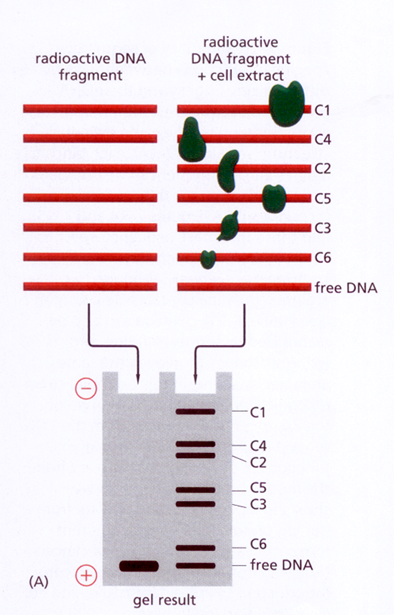 radioactive DNA
fragment
radioactive
DNA fragment
+ cell extract
C1
C4
C2
C5
C3
C6
free DNA
−
C1
C4
C2
C5
C3
C6
free DNA
+
(A)
gel result